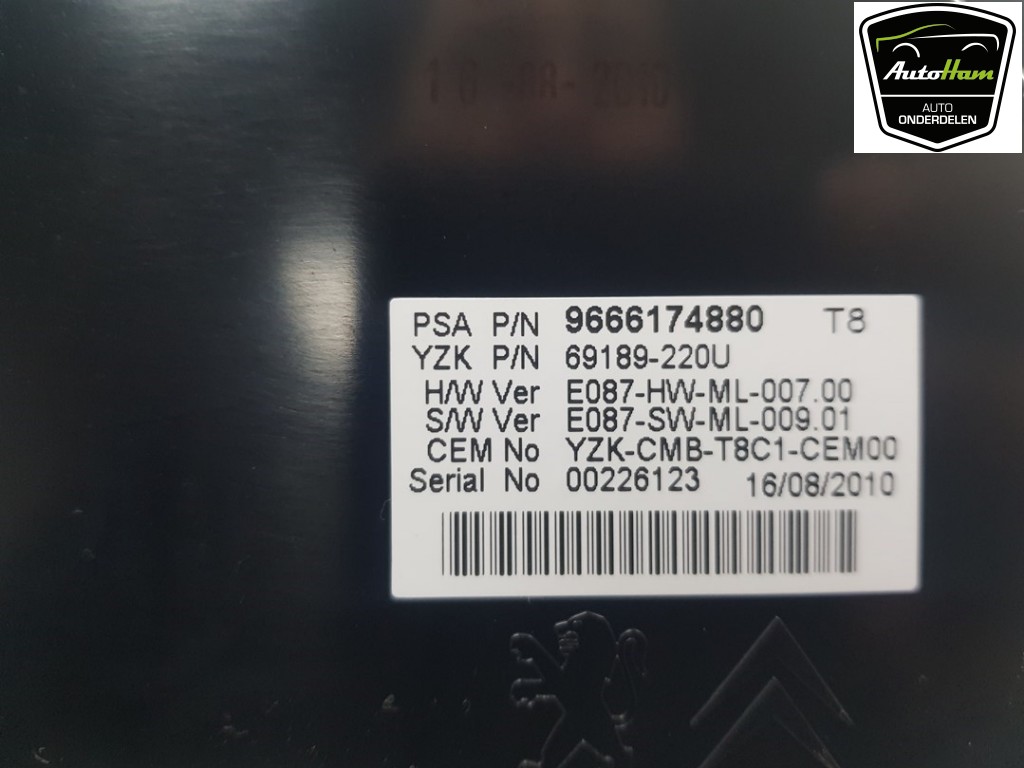 AutoHam
AUTO
ONDERDELEN
PSA P/N 9666174880 T8
YZK P/N 69189-220U
H/W Ver E087-HW-ML-007.00
S/W Ver E087-SW-ML-009.01
CEM No YZK-CMB-T8C1-CEM00
Serial No 00226123 16/08/2010